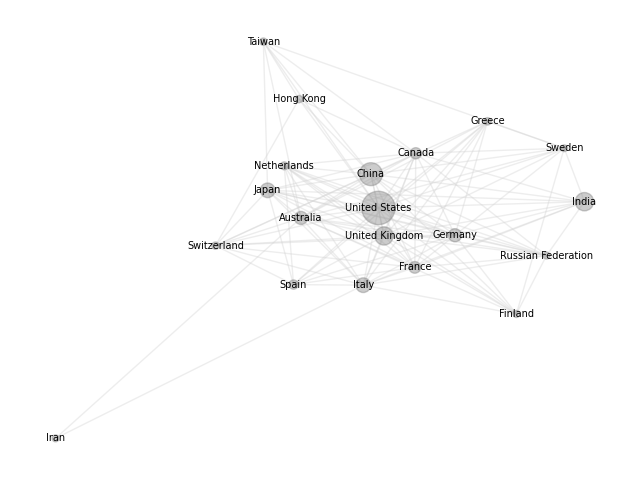 Taiwan
Hong Kong
Greece
Sweden
Canada
Netherlands
China
Japan
India
United States
Australia
United Kingdom
Germany
Switzerland
Russian Federation
France
Spain
Italy
Finland
Iran